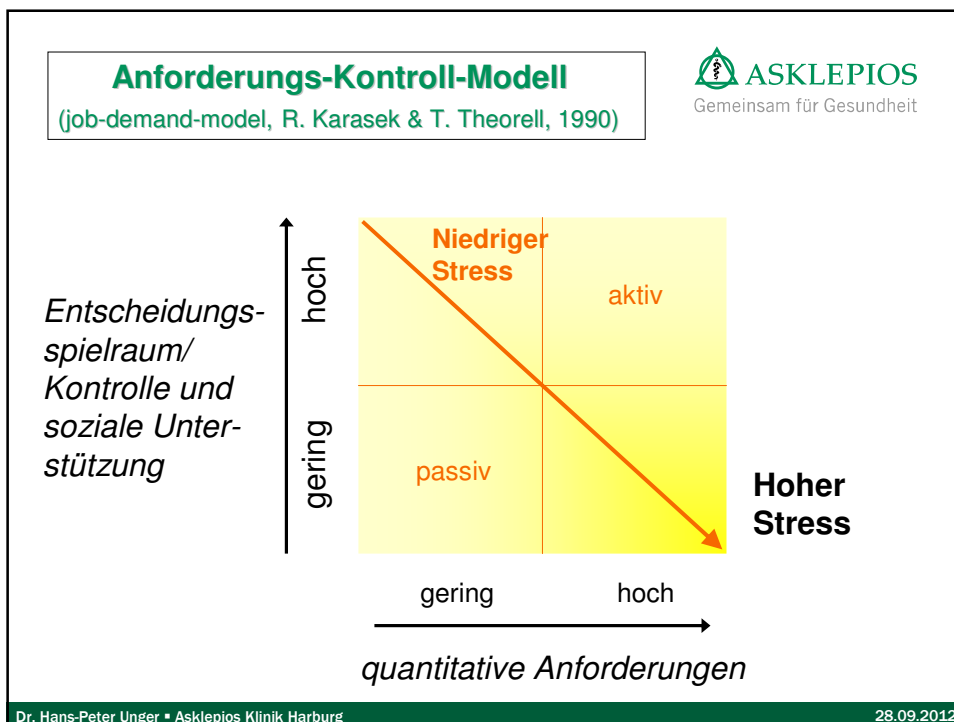 Anforderungs-Kontroll-Modell
(job-demand-model, R. Karasek & T. Theorell, 1990)
ASKLEPIOS
Gemeinsam für Gesundheit
Entscheidungs-
spielraum/
Kontrolle und
soziale Unter-
stützung
hoch
gering
Niedriger
Stress
aktiv
passiv
Hoher
Stress
gering
hoch
quantitative Anforderungen
Dr. Hans-Peter Unger ▪ Asklepios Klinik Harburg
28.09.2012